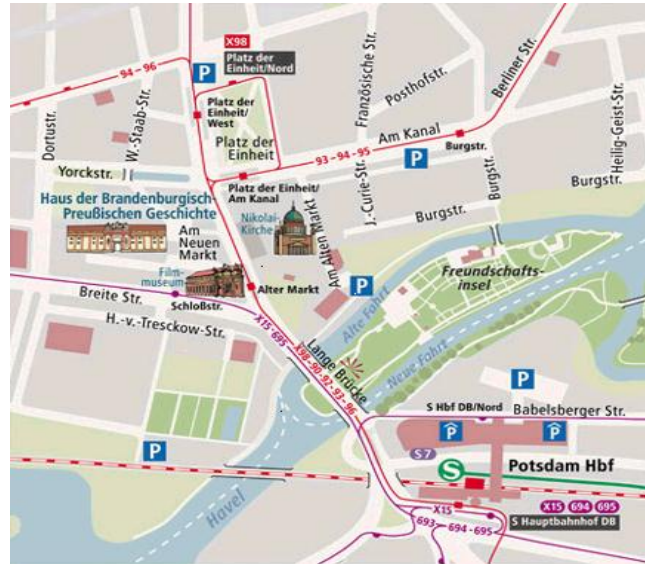 X98
Platz der
Einheit/Nord
P
94-96
Dortustr.
W.-Staab-Str.
Platz der
Einheit/
West
Platz der
Einheit
Französische Str.
Posthofstr.
Berliner Str.
Heilig-Geist-Str.
Am Kanal
93-94-95
Burgstr.
P
Yorckstr.
Platz der Einheit/
Am Kanal
J.-Curie-Str.
Burgstr.
Burgstr.
Burgstr.
Haus der Brandenburgisch-
Preußischen Geschichte
Nikolai-
Kirche
Am Alten Markt
Am
Neuen
Markt
Film-
museum
Alter Markt
P
Freundschafts-
insel
Breite Str.
Schloßstr.
H.-v.-Tresckow-Str.
Alte Fahrt
Neue Fahrt
X15-695
X98-90-92-93-96
Lange Brücke
P
S Hbf DB/Nord
Babelsberger Str.
P
P
P
S7
S
Potsdam Hbf
Havel
X15
X15 694 695
S Hauptbahnhof DB
693-694-695